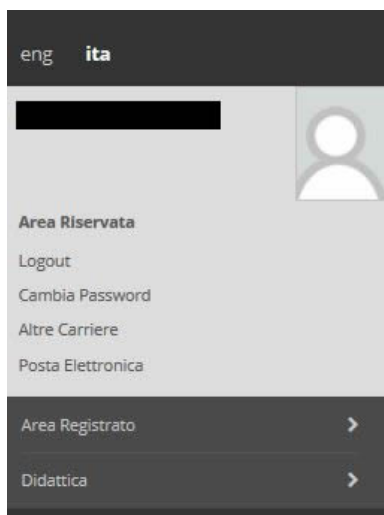 eng ita
Area Riservata
Logout
Cambia Password
Altre Carriere
Posta Elettronica
Area Registrato
Didattica